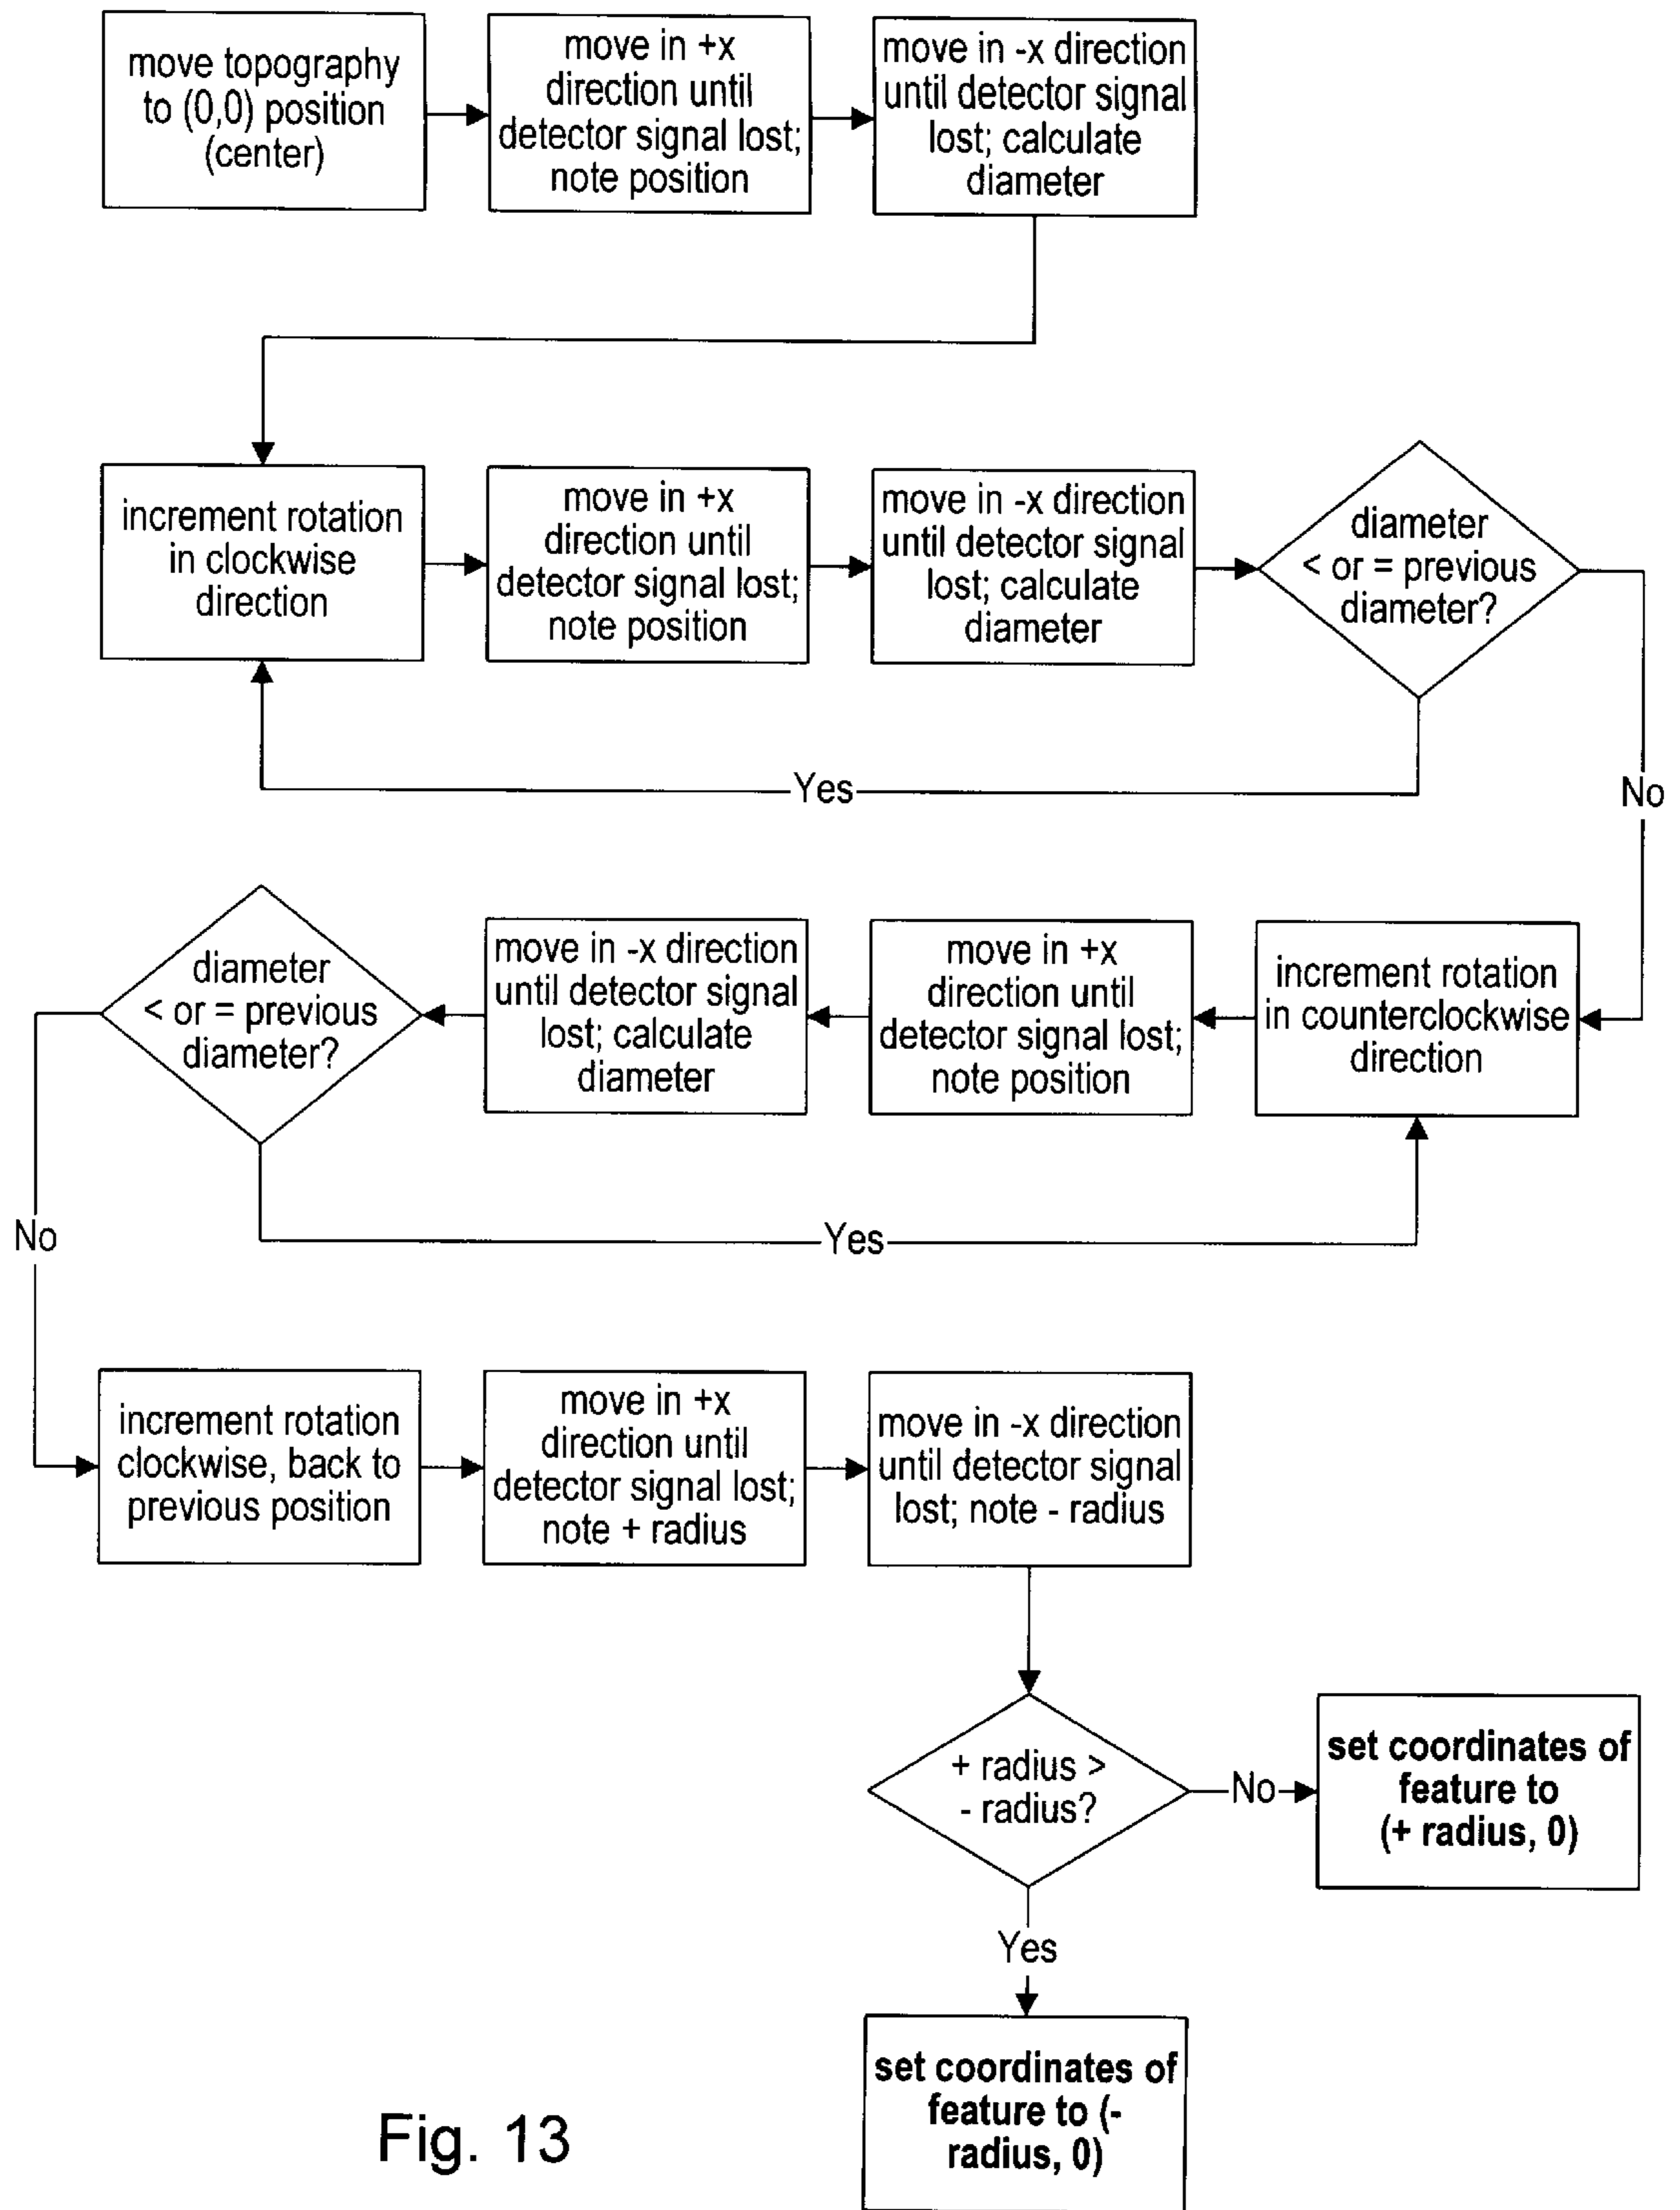 move topography
to (0,0) position
(center)
move in +x
direction until
detector signal lost;
note position
move in -x direction
until detector signal
lost; calculate
diameter
increment rotation
in clockwise
direction
move in +x
direction until
detector signal lost;
note position
move in -x direction
until detector signal
lost; calculate
diameter
diameter
< or = previous
diameter?
Yes
No
increment rotation
in counterclockwise
direction
move in +x
direction until
detector signal lost;
note position
move in -x direction
until detector signal
lost; calculate
diameter
diameter
< or = previous
diameter?
Yes
No
increment rotation
clockwise, back to
previous position
move in +x
direction until
detector signal lost;
note + radius
move in -x direction
until detector signal
lost; note - radius
+ radius >
- radius?
No
set coordinates of
feature to
(+ radius, 0)
Yes
set coordinates of
feature to (-
radius, 0)
Fig. 13